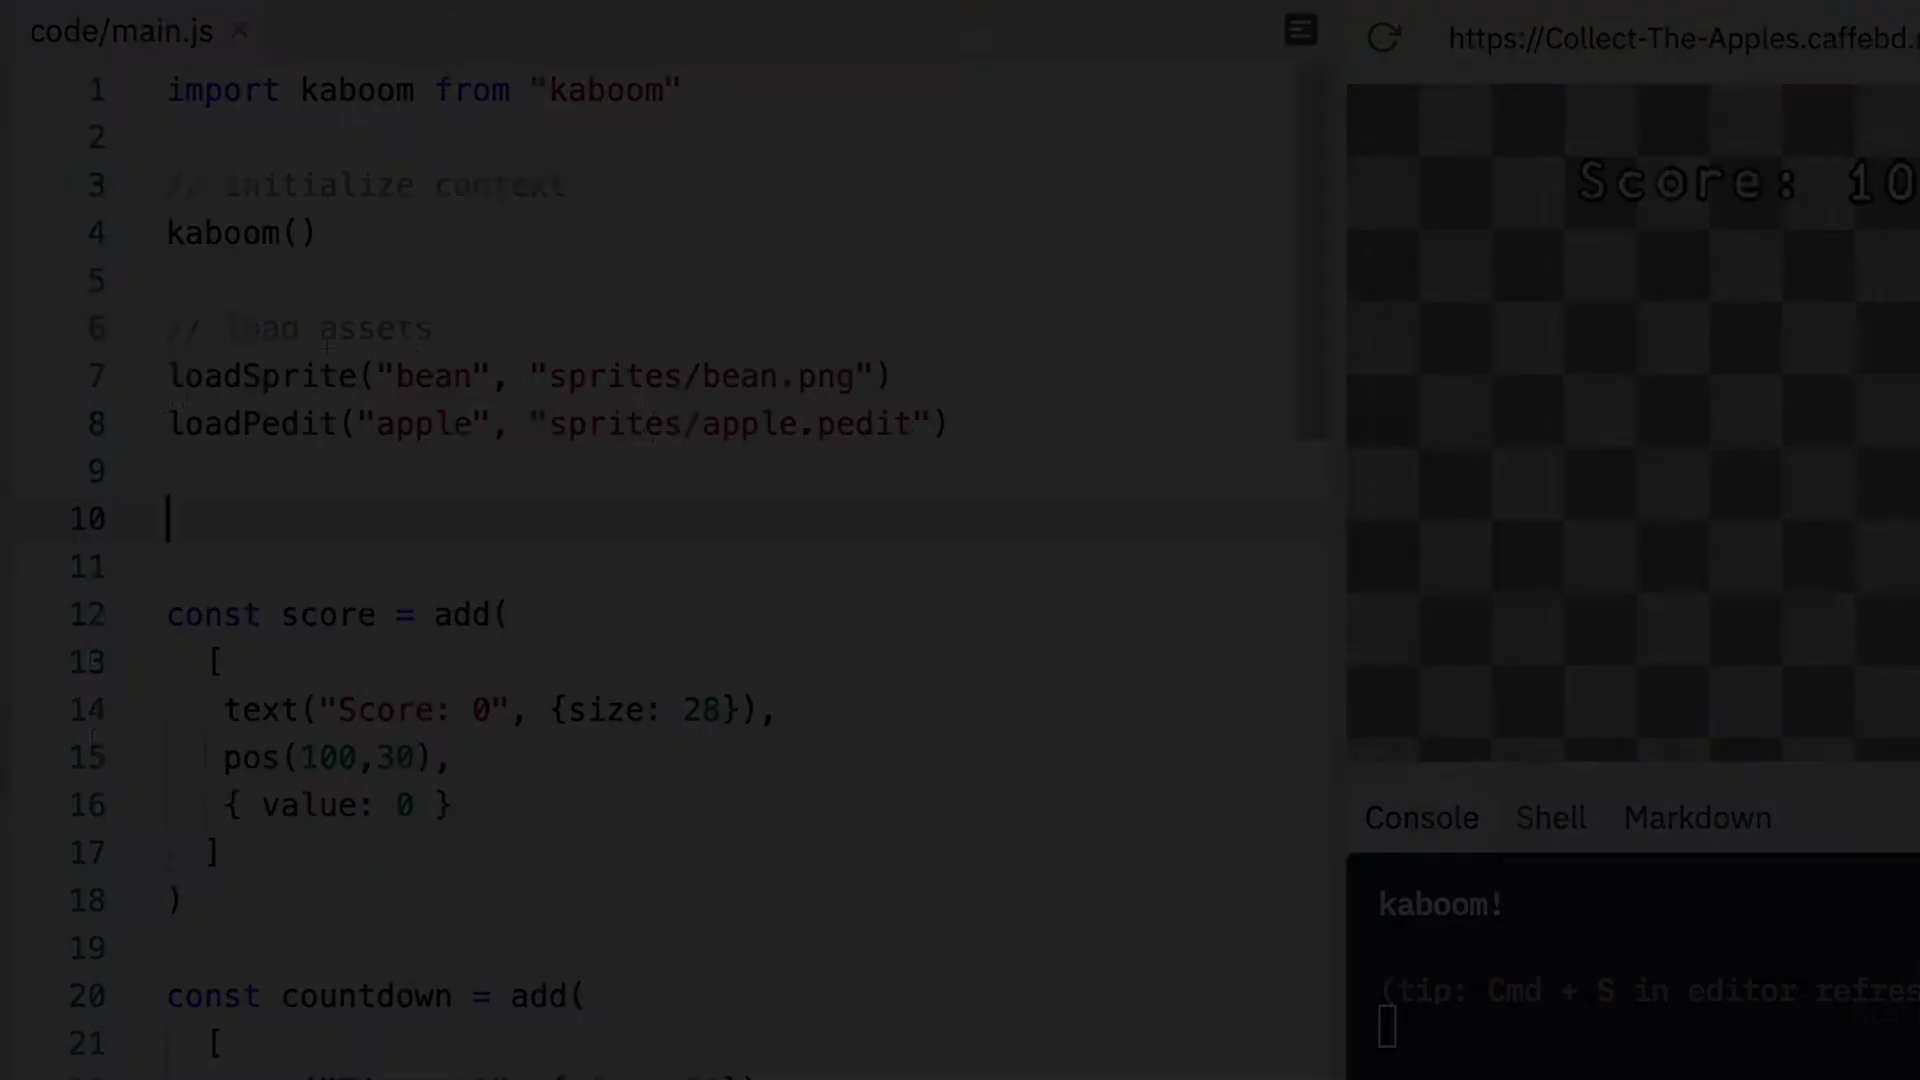 code/main.js ×
https://Collect-The-Apples.caffebd.
1 import kaboom from "kaboom"
2
3 // initialize context
4 kaboom()
5
6 // load assets
7 loadSprite("bean", "sprites/bean.png")
8 loadPedit("apple", "sprites/apple.pedit")
9
10
11
12 const score = add(
13 [
14 text("Score: 0", {size: 28}),
15 pos(100,30),
16 { value: 0 }
17 ]
18 )
19
20 const countdown = add(
21 [
Score: 10
Console Shell Markdown
kaboom!
(tip: Cmd + S in editor refres